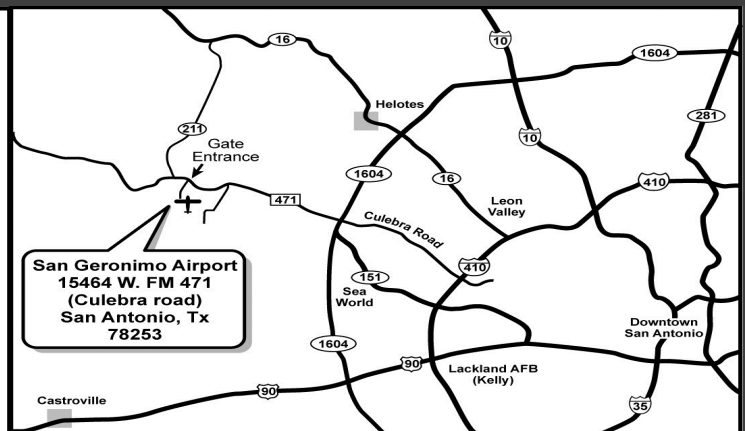 16
10
1604
Helotes
281
211
Gate
Entrance
10
1604
16
410
471
Leon
Valley
Culebra Road
San Geronimo Airport
15464 W. FM 471
(Culebra road)
San Antonio, Tx
78253
410
151
Sea
World
1604
Downtown
San Antonio
90
Lackland AFB
(Kelly)
90
Castroville
35